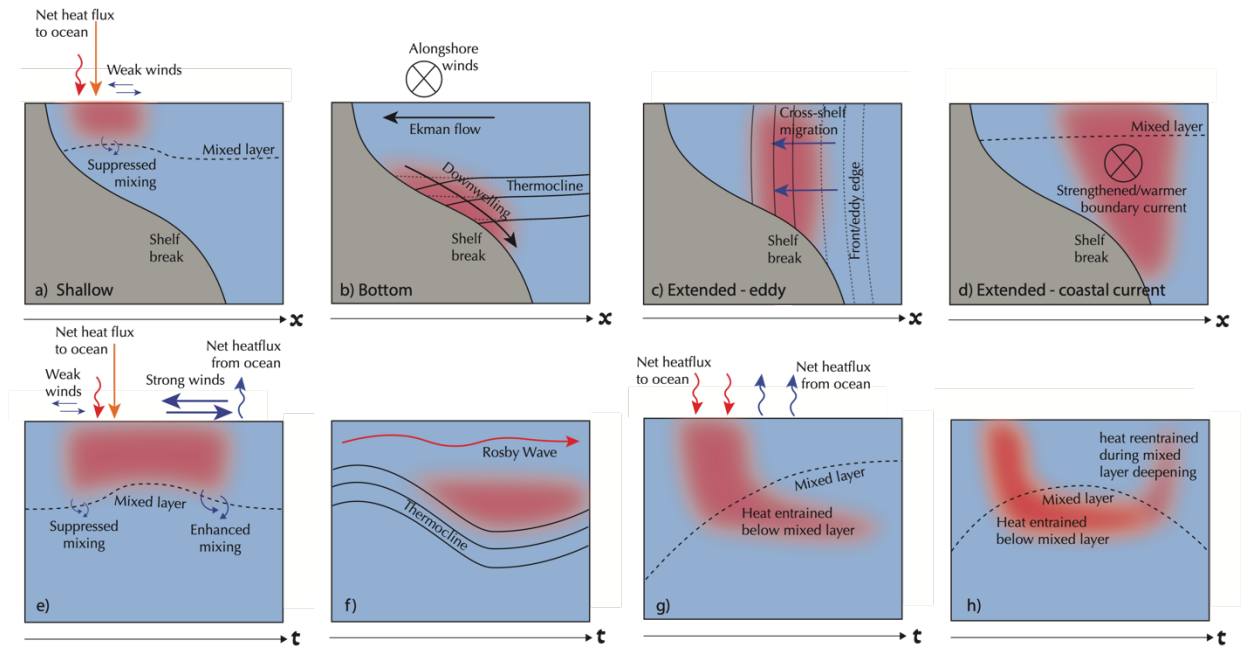 Net heat flux
to ocean
Weak winds
Suppressed
mixing
Mixed layer
Shelf
break
a) Shallow
x
Alongshore
winds
Ekman flow
Downwelling
Thermocline
Shelf
break
b) Bottom
x
Cross-shelf
migration
Front/eddy edge
Shelf
break
c) Extended - eddy
x
Mixed layer
Strengthened/warmer
boundary current
Shelf
break
d) Extended - coastal current
x
Net heat flux
to ocean
Weak
winds
Strong winds
Net heatflux
from ocean
Mixed layer
Suppressed
mixing
Enhanced
mixing
e)
t
Rosby Wave
Thermocline
f)
t
Net heatflux
to ocean
Net heatflux
from ocean
Mixed layer
Heat entrained
below mixed layer
g)
t
heat reentrained
during mixed
layer deepening
Mixed layer
Heat entrained
below mixed layer
h)
t